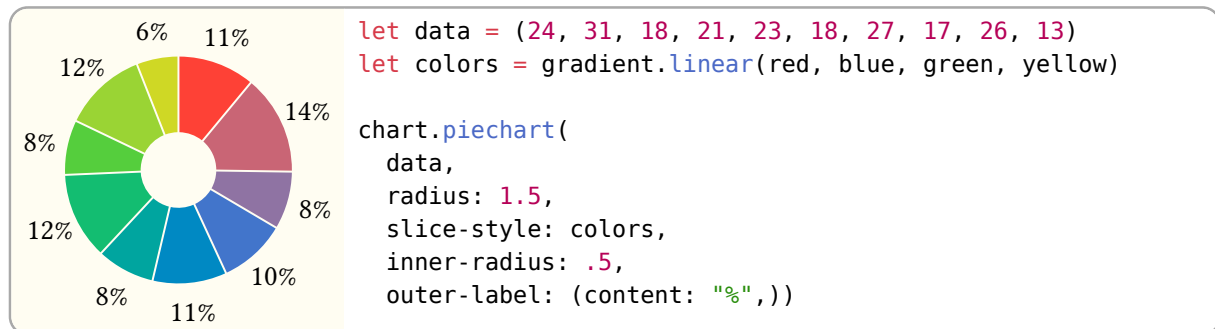 6%
11%
12%
14%
8%
8%
12%
10%
8%
11%
let data = (24, 31, 18, 21, 23, 18, 27, 17, 26, 13)
let colors = gradient.linear(red, blue, green, yellow)
chart.piechart(
  data,
  radius: 1.5,
  slice-style: colors,
  inner-radius: .5,
  outer-label: (content: "%",))